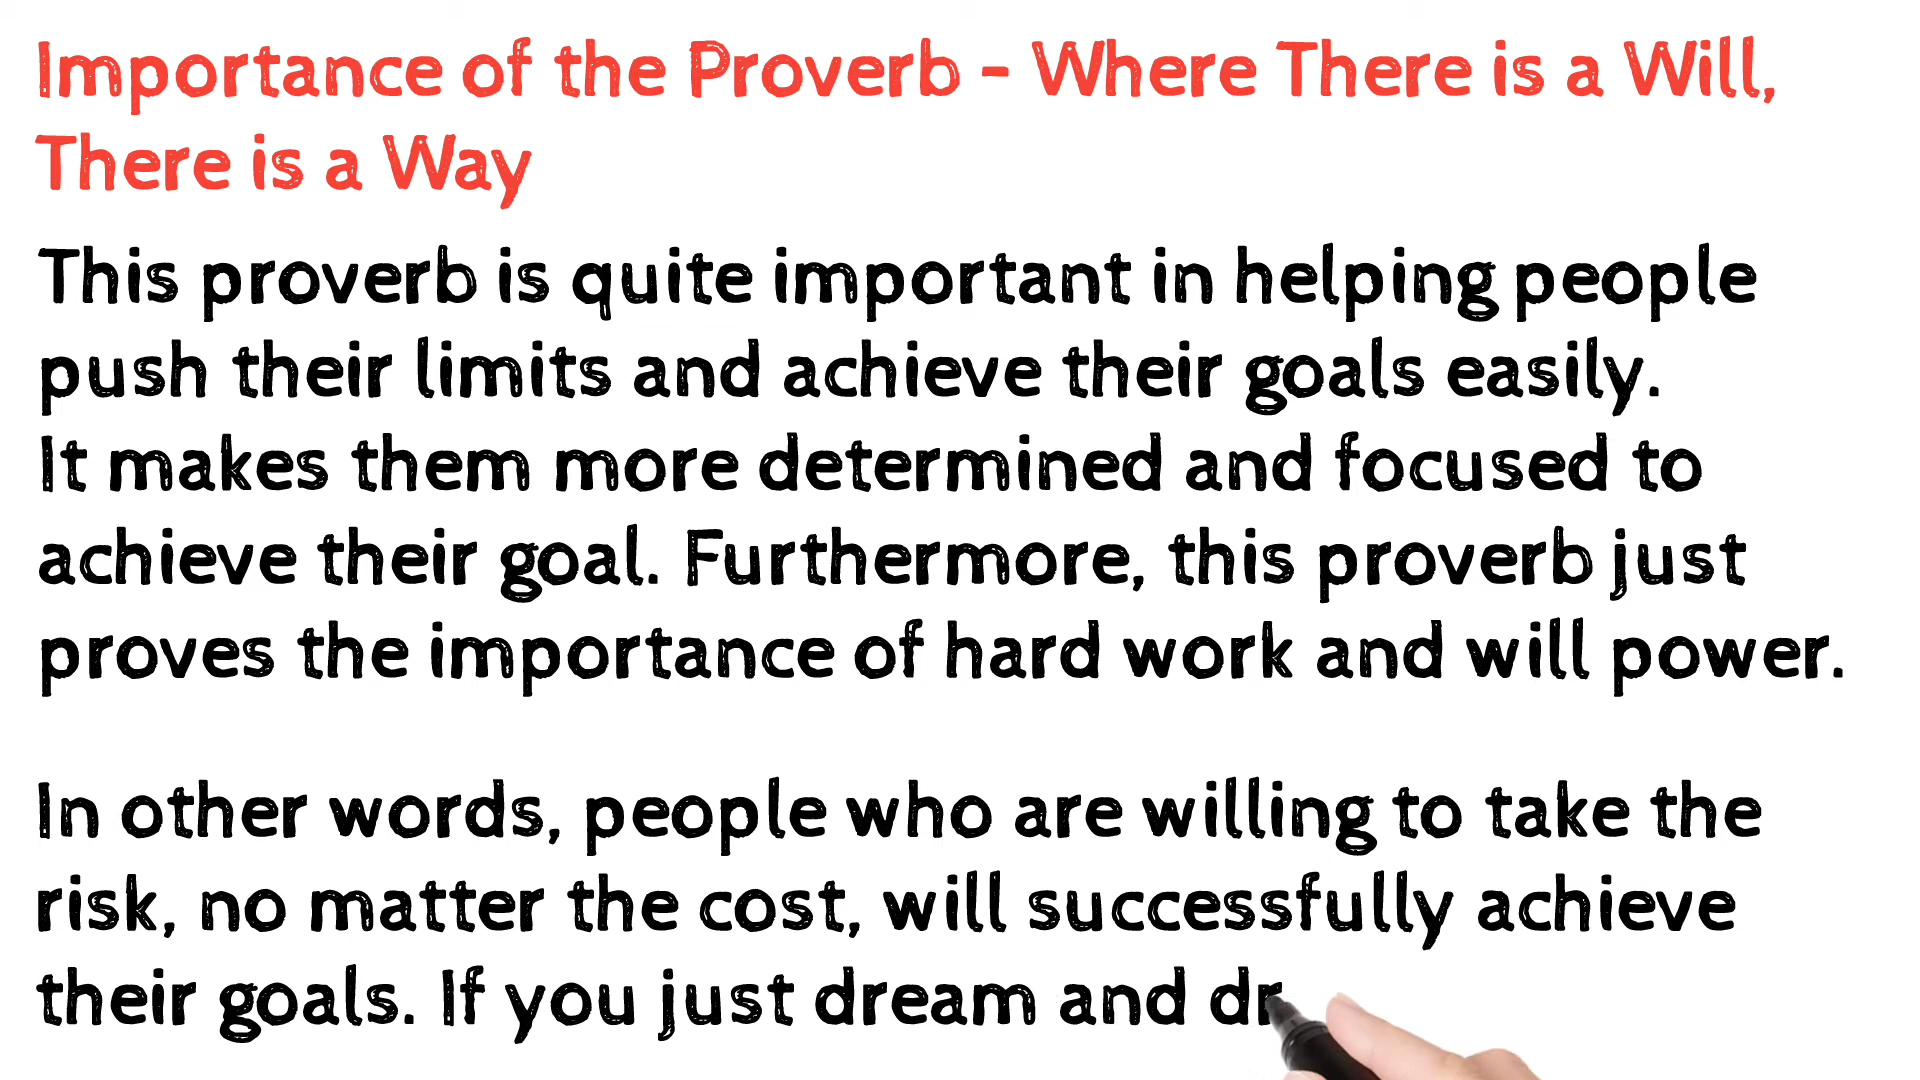 Importance of the Proverb - Where There is a Will,
There is a Way
This proverb is quite important in helping people
push their limits and achieve their goals easily.
It makes them more determined and focused to
achieve their goal. Furthermore, this proverb just
proves the importance of hard work and will power.
In other words, people who are willing to take the
risk, no matter the cost, will successfully achieve
their goals. If you just dream and dr